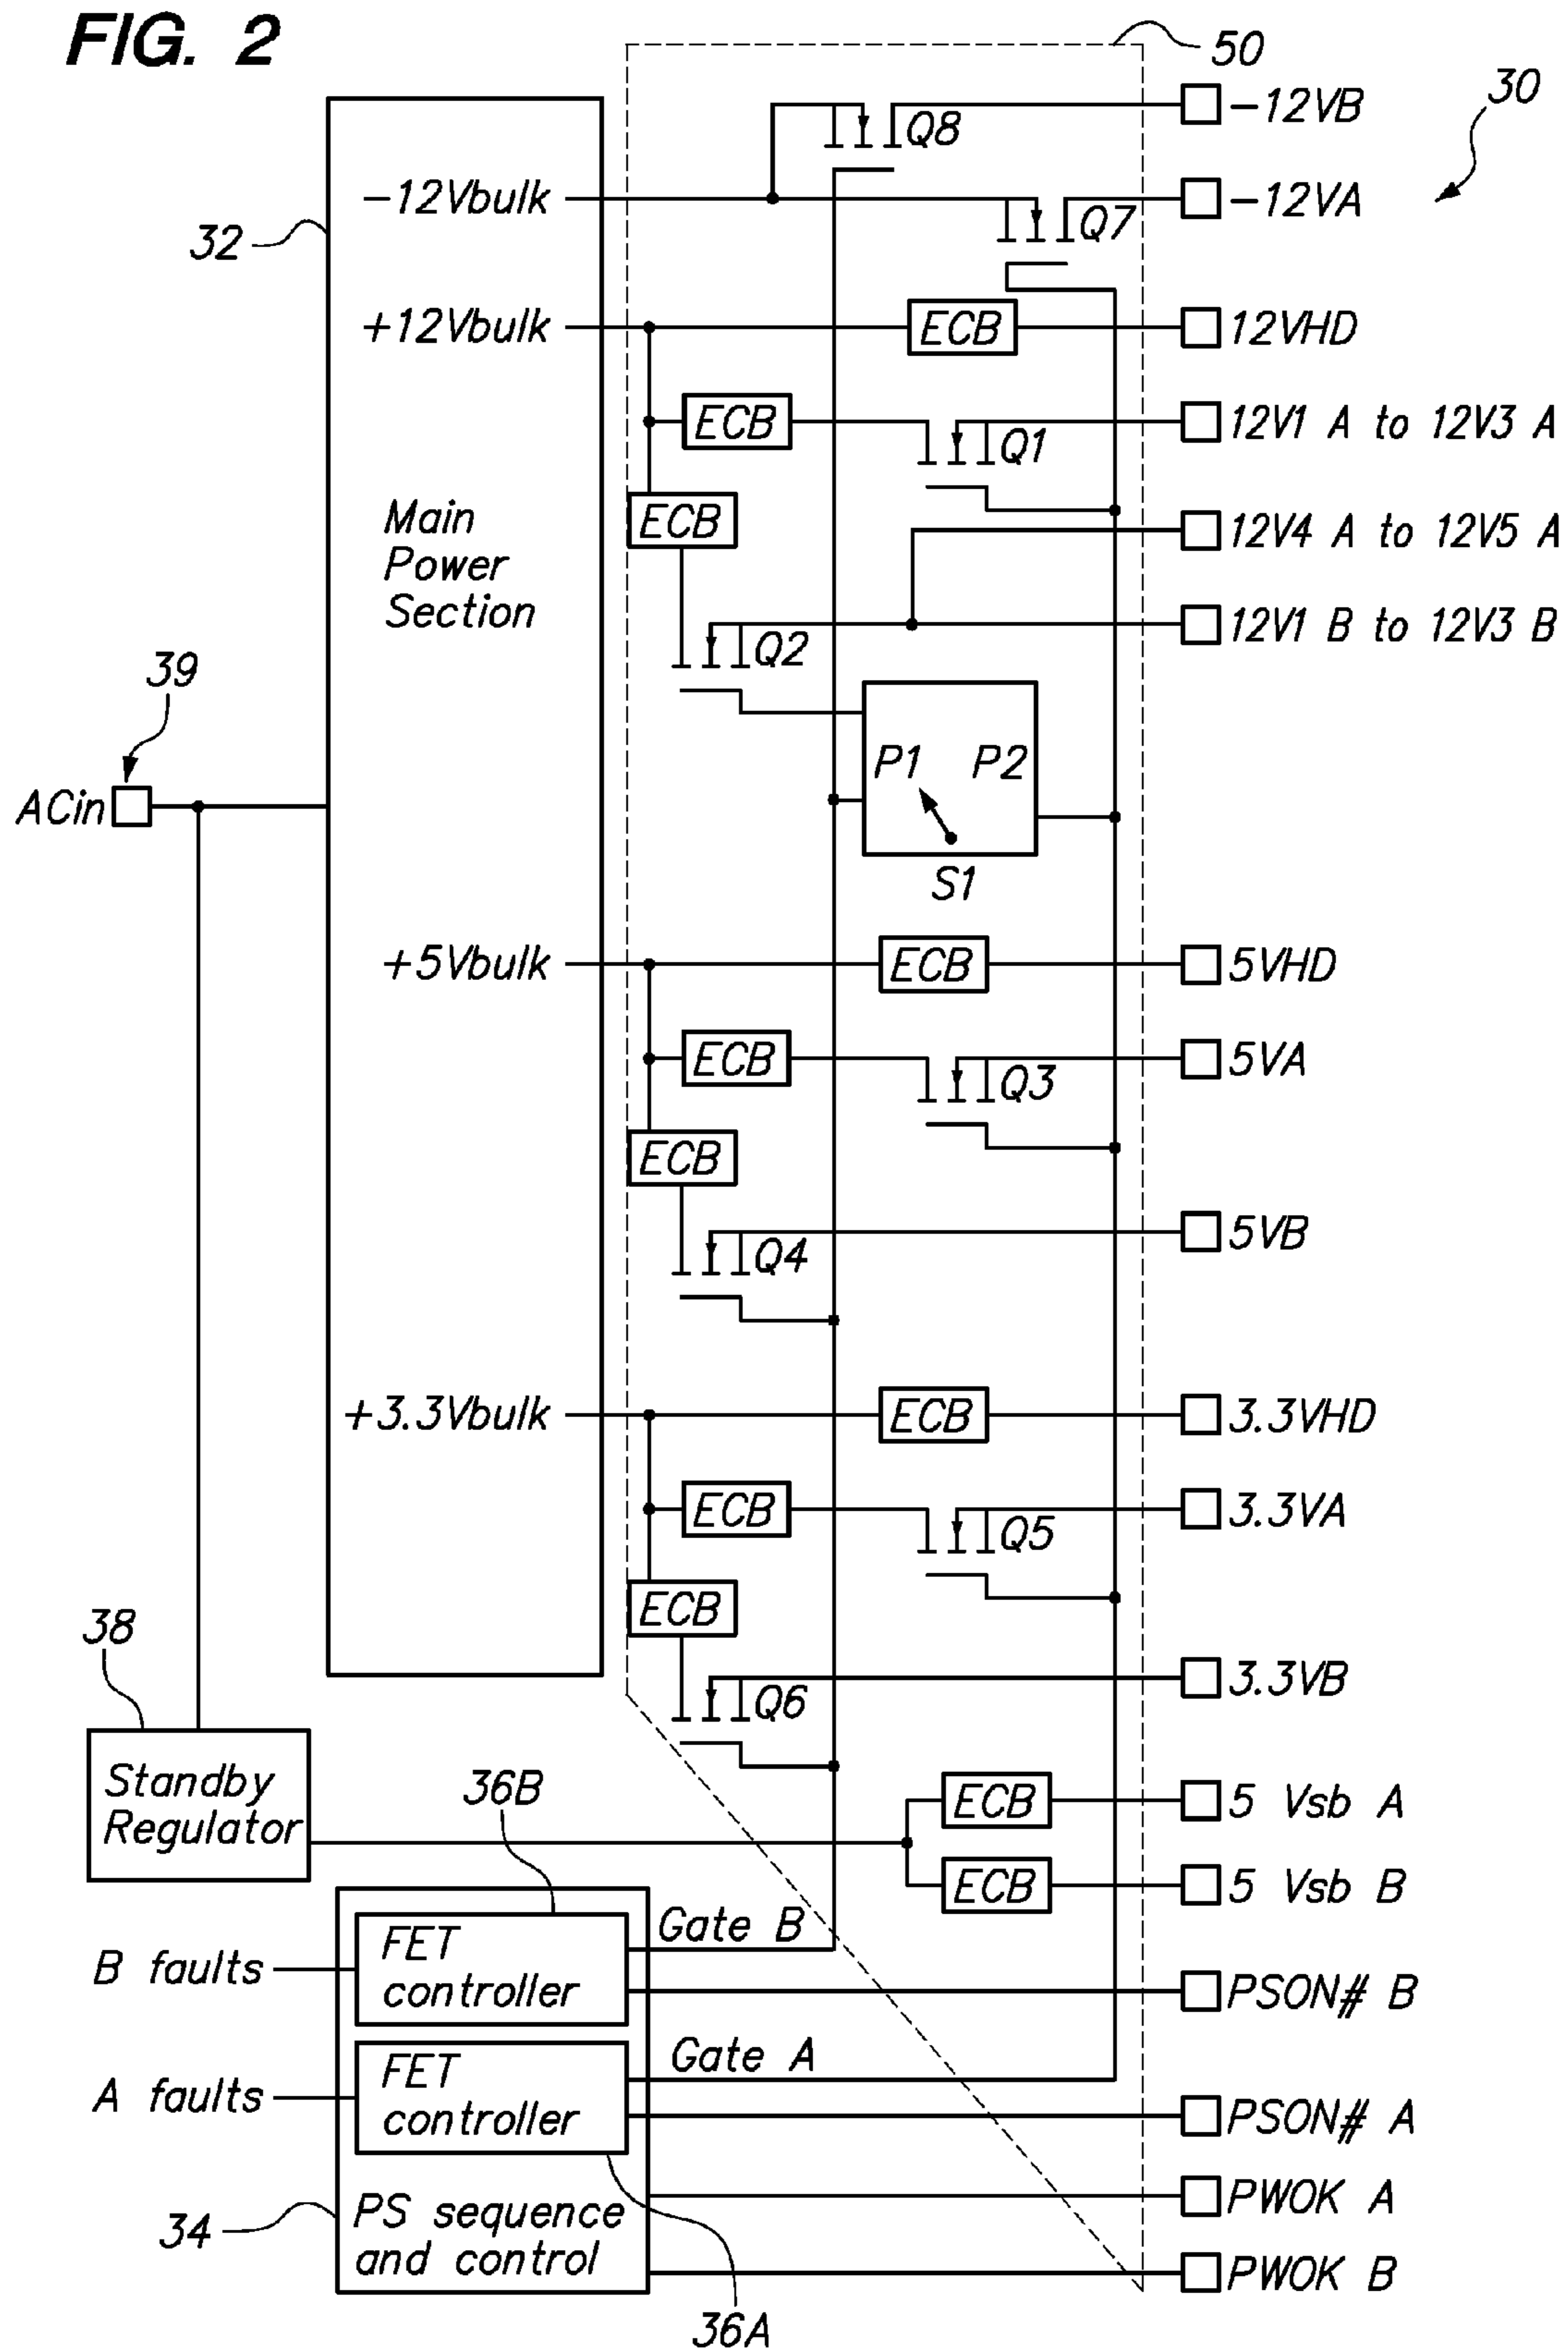 FIG. 2
50
30
-12VB
Q8
-12Vbulk
-12VA
Q7
32
+12Vbulk
ECB
12VHD
ECB
Q1
12V1 A to 12V3 A
ECB
12V4 A to 12V5 A
Main
Power
Section
Q2
12V1 B to 12V3 B
39
P1
P2
ACin
S1
+5Vbulk
ECB
5VHD
ECB
Q3
5VA
ECB
Q4
5VB
+3.3Vbulk
ECB
3.3VHD
ECB
Q5
3.3VA
ECB
38
Q6
3.3VB
Standby
Regulator
36B
ECB
5 Vsb A
ECB
5 Vsb B
Gate B
FET
controller
B faults
PSON# B
Gate A
FET
controller
A faults
PSON# A
PS sequence
and control
34
PWOK A
PWOK B
36A